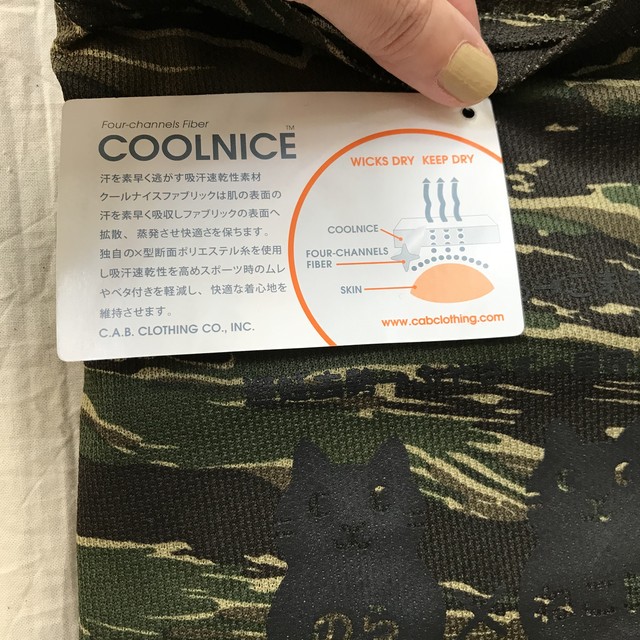 Four-channels Fiber
COOLNICE™
汗を素早く逃がす吸汗速乾性素材
クールナイスファブリックは肌の表面の
汗を素早く吸収しファブリックの表面へ
拡散、蒸発させ快適さを保ちます。
独自の×型断面ポリエステル糸を使用
し吸汗速乾性を高めスポーツ時のムレ
やベタ付きを軽減し、快適な着心地を
維持させます。
C.A.B. CLOTHING CO., INC.
WICKS DRY KEEP DRY
COOLNICE
FOUR-CHANNELS
FIBER
SKIN
www.cabclothing.com